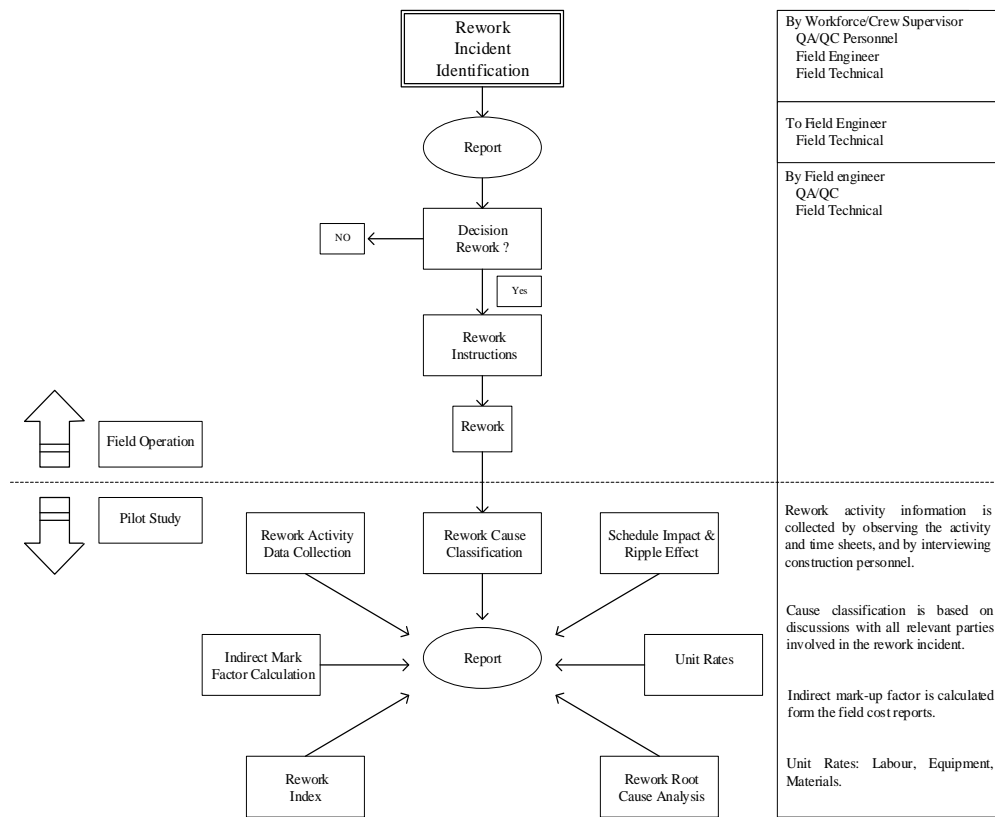 Rework
Incident
Identification
Report
Decision
Rework ?
NO
Yes
Rework
Instructions
Rework
Field Operation
Pilot Study
Rework Activity
Data Collection
Rework Cause
Classification
Schedule Impact &
Ripple Effect
Indirect Mark
Factor Calculation
Report
Unit Rates
Rework
Index
Rework Root
Cause Analysis
By Workforce/Crew Supervisor
QA/QC Personnel
Field Engineer
Field Technical
To Field Engineer
Field Technical
By Field engineer
QA/QC
Field Technical
Rework activity information is
collected by observing the activity
and time sheets, and by interviewing
construction personnel.
Cause classification is based on
discussions with all relevant parties
involved in the rework incident.
Indirect mark-up factor is calculated
form the field cost reports.
Unit Rates: Labour, Equipment,
Materials.